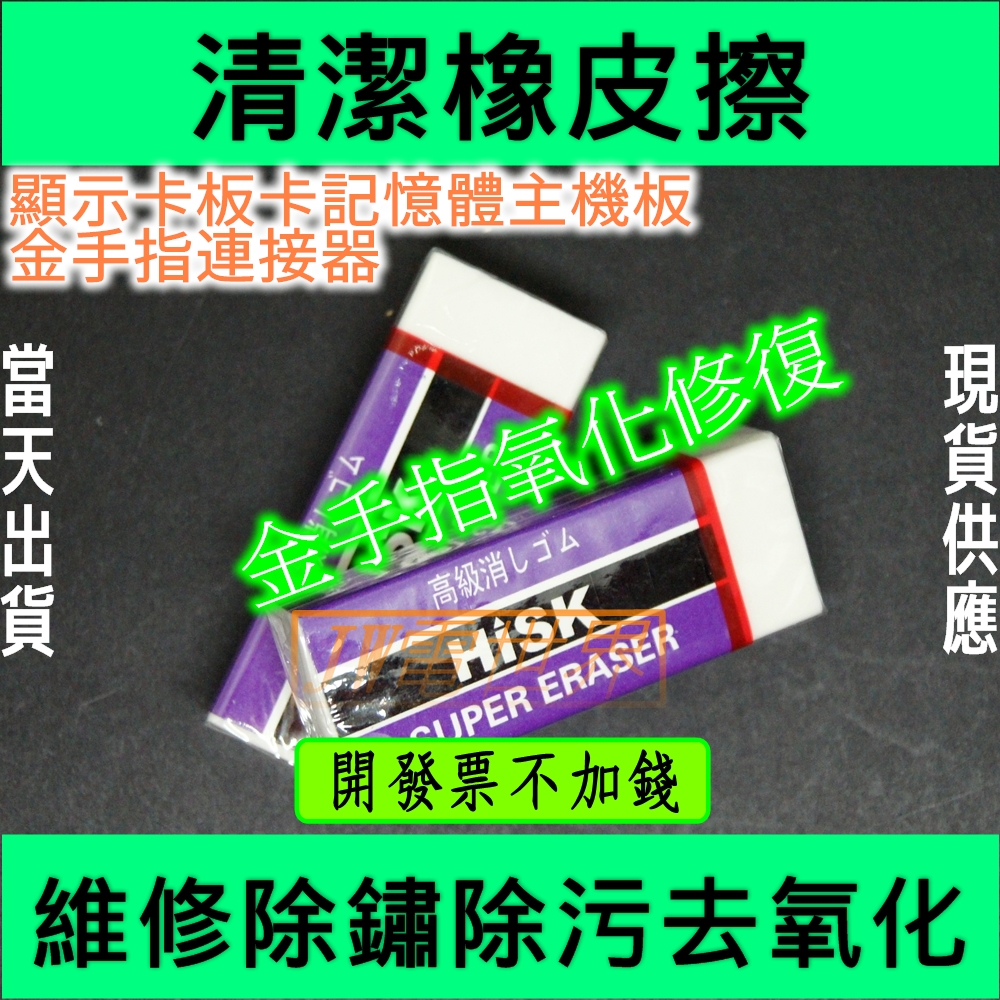 清潔橡皮擦
顯示卡板卡記憶體主機板
金手指連接器
當天出貨
現貨供應
金手指氧化修復
高級消しゴム
HiSK
SUPER ERASER
電世界
開發票不加錢
維修除鏽除污去氧化